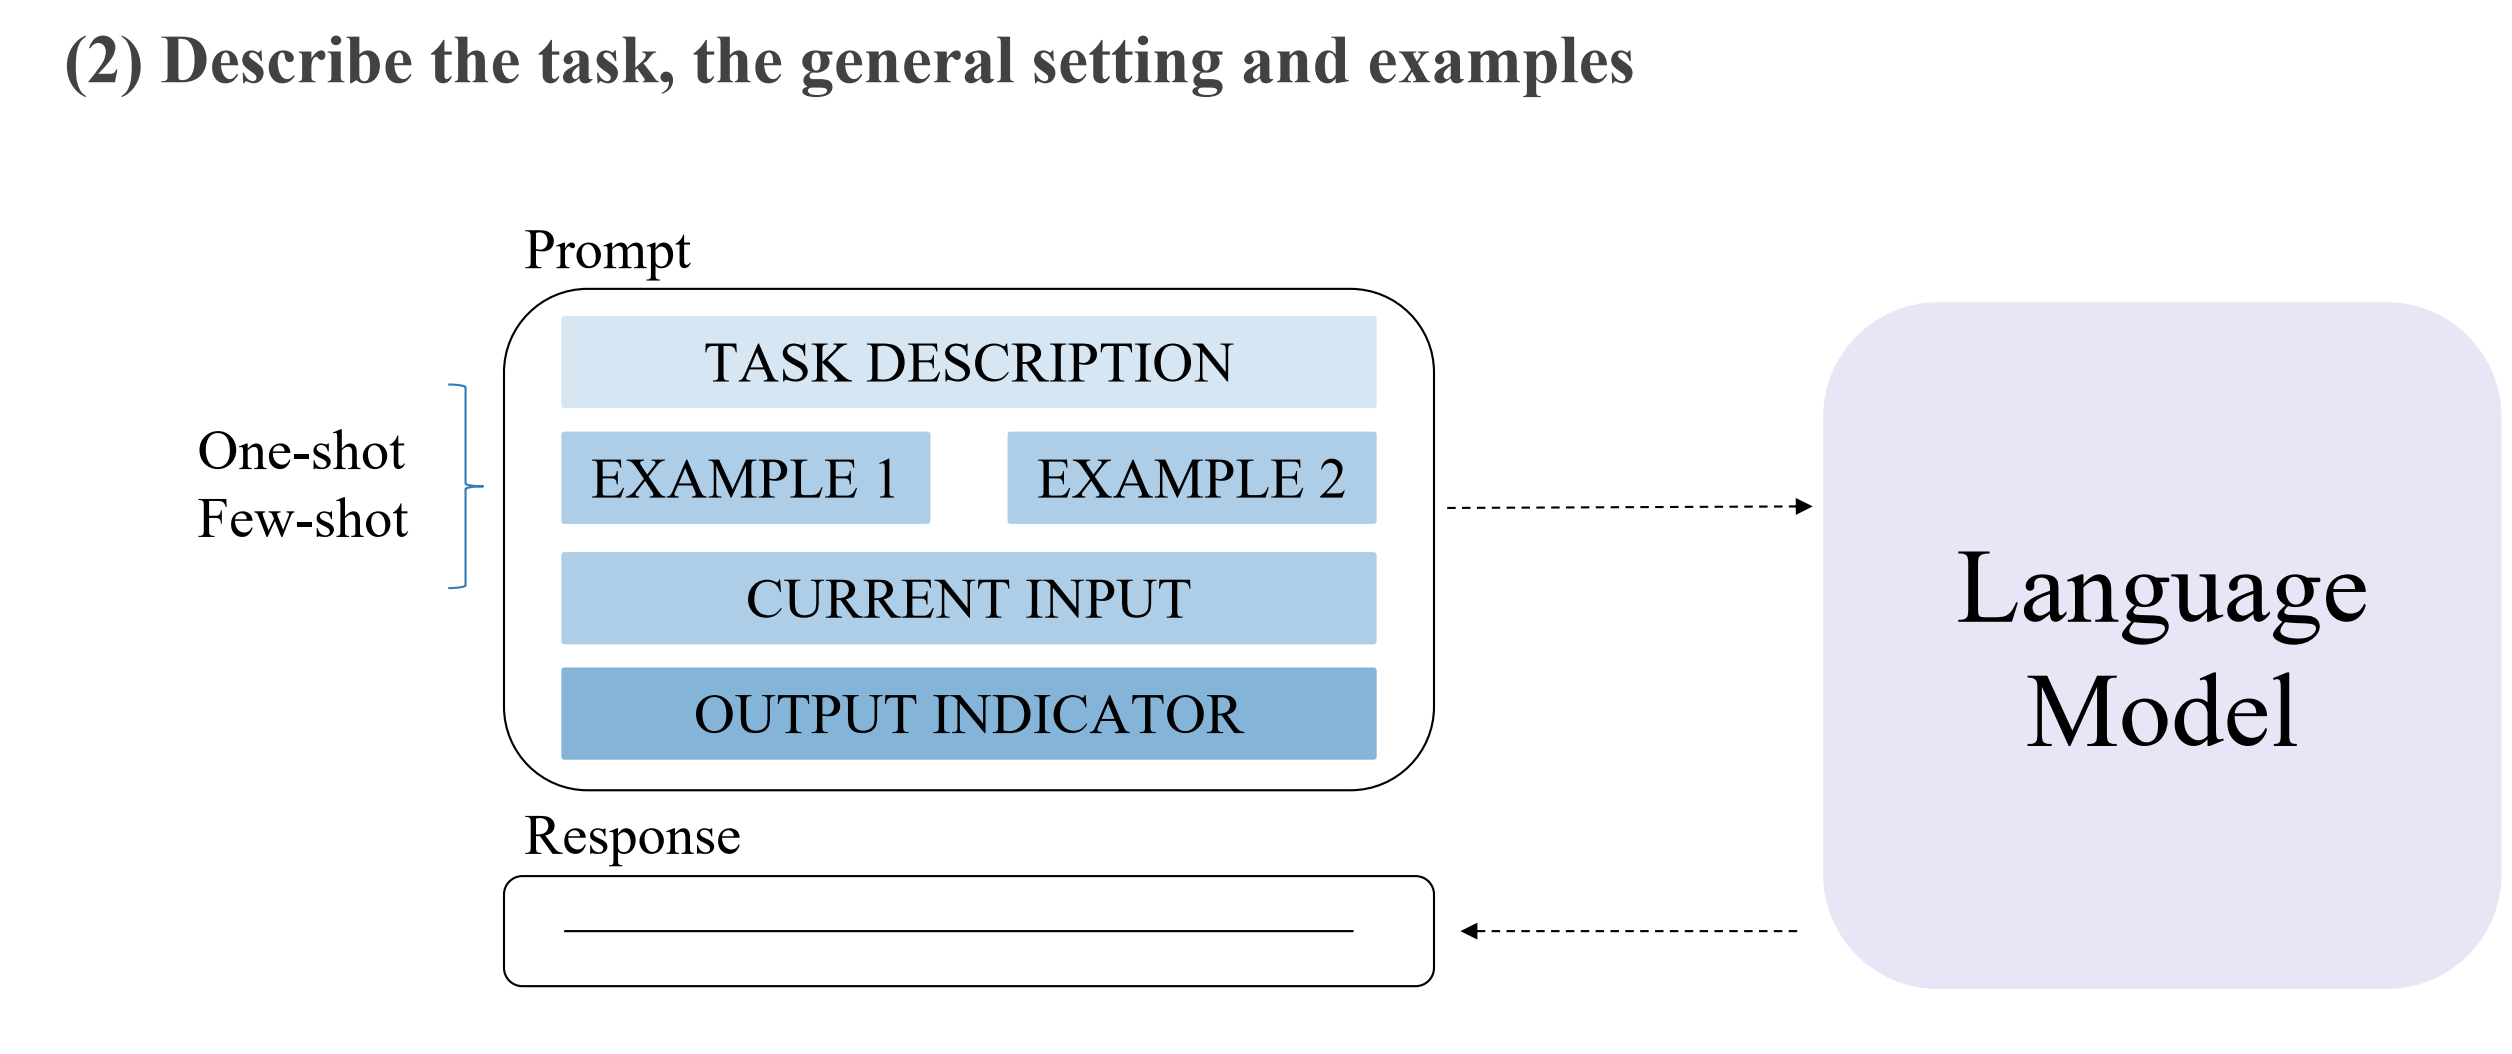 (2) Describe the task, the general setting and examples
Prompt
TASK DESCRIPTION
One-shot
Few-shot
EXAMPLE 1
EXAMPLE 2
CURRENT INPUT
OUTPUT INDICATOR
Language
Model
Response